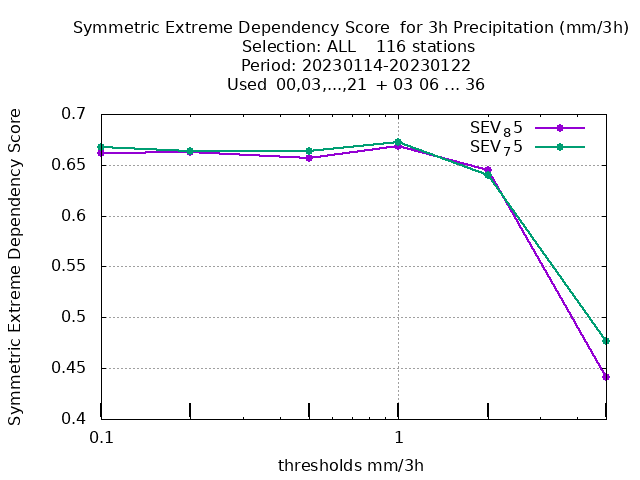 Symmetric Extreme Dependency Score for 3h Precipitation (mm/3h)
Selection: ALL 116 stations
Period: 20230114-20230122
Used 00,03,...,21 + 03 06 ... 36
SEV₈5
SEV₇5
Symmetric Extreme Dependency Score
0.7
0.65
0.6
0.55
0.5
0.45
0.4
0.1
1
thresholds mm/3h